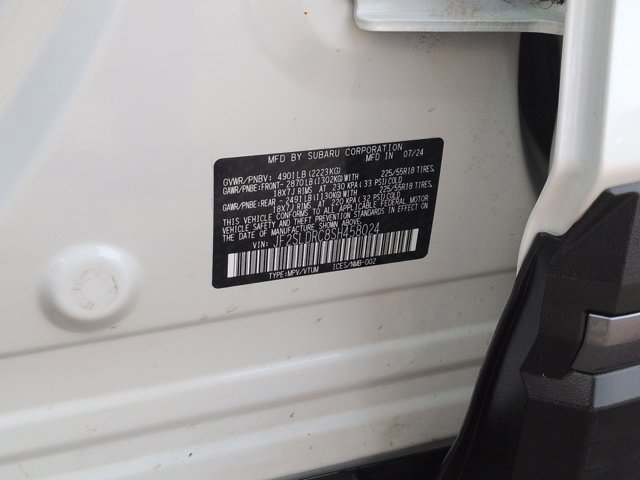 MFD BY SUBARU CORPORATION
MFD IN 07/24
GVWR/PNBV: 4901LB(2223KG)
GAWR/PNBE:FRONT- 2870LB(1302KG)WITH 225/55R18 TIRES,
18X7J RIMS AT 230 KPA(33 PSI)COLD
GAWR/PNBE:REAR - 2491LB(1130KG)WITH 225/55R18 TIRES,
18X7J RIMS AT 220 KPA(32 PSI)COLD
THIS VEHICLE CONFORMS TO ALL APPLICABLE FEDERAL MOTOR
VEHICLE SAFETY, BUMPER, AND THEFT PREVENTION
STANDARDS IN EFFECT ON THE DATE OF MANUFACTURE
SHOWN ABOVE.
VIN: JF2SLDRC8SH458024
TYPE:MPV/VTUM ICES/NMB-002